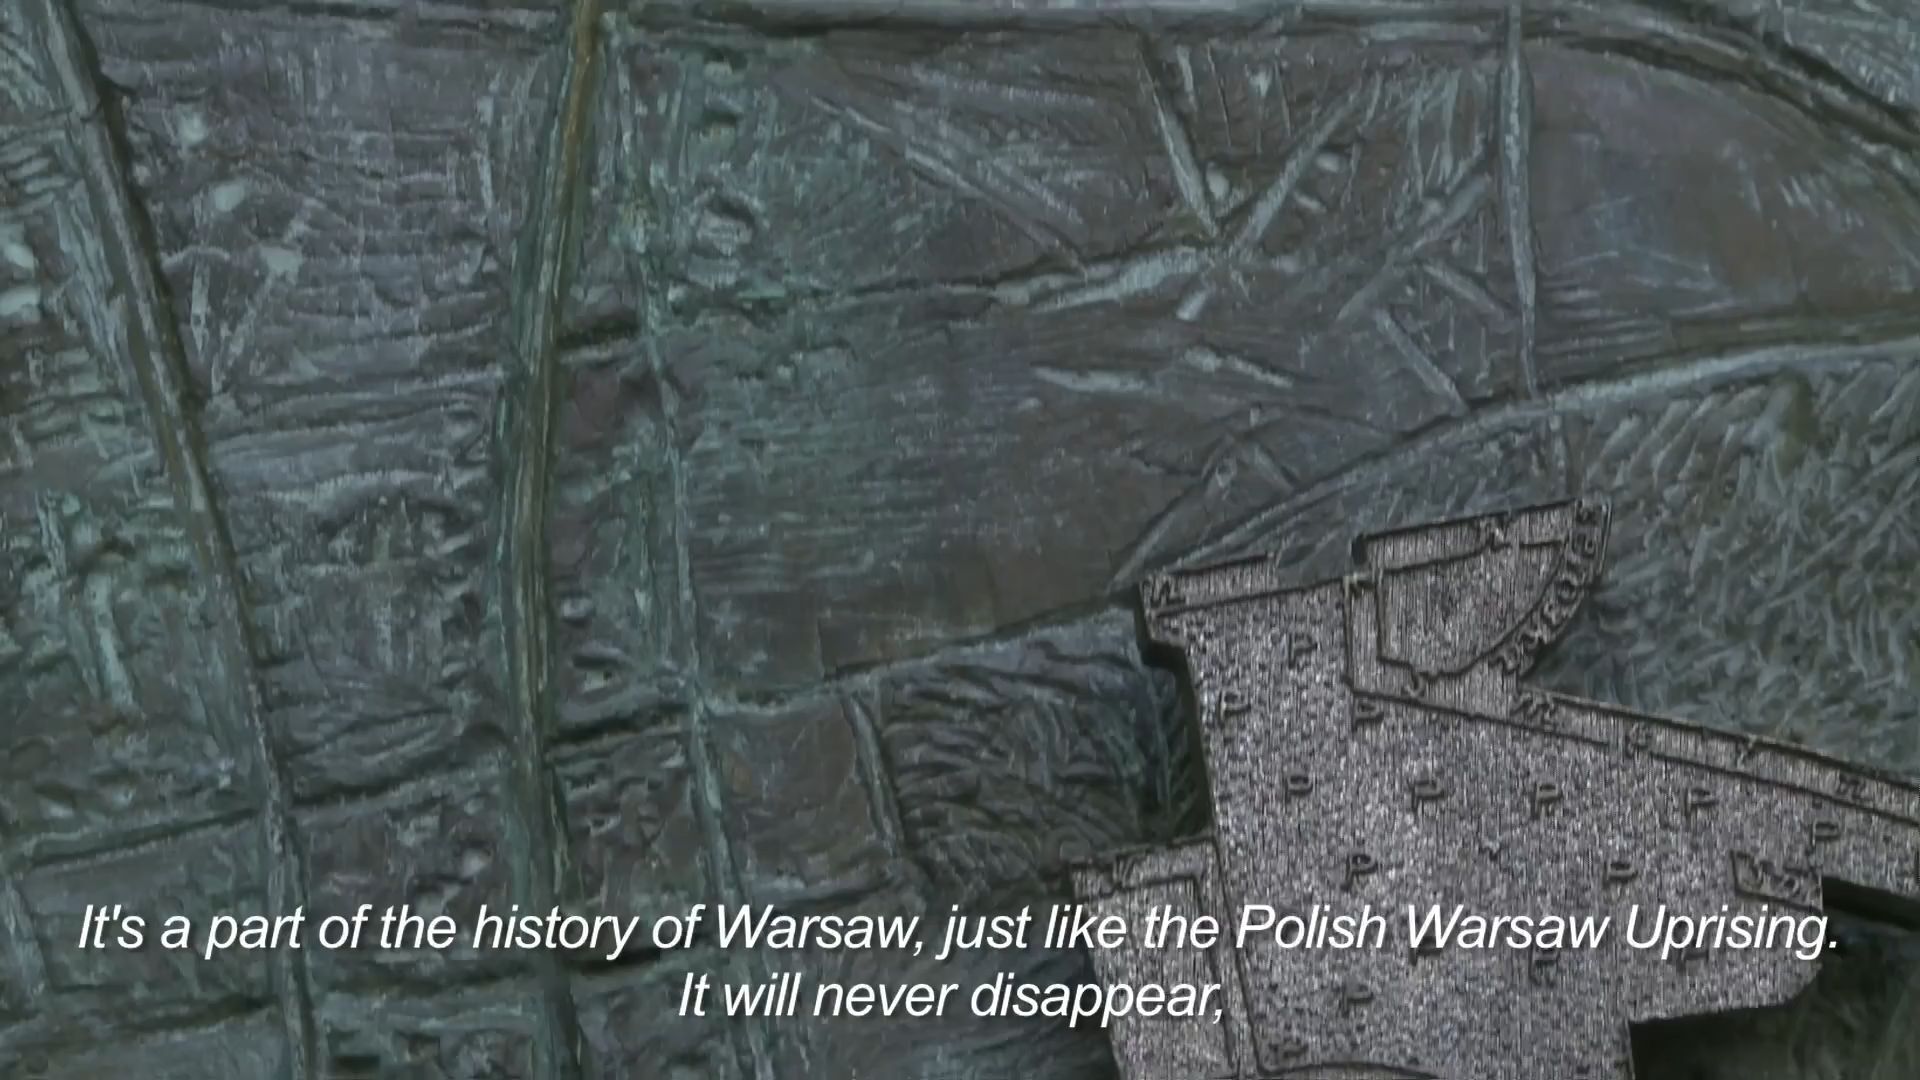 It's a part of the history of Warsaw, just like the Polish Warsaw Uprising.
It will never disappear,